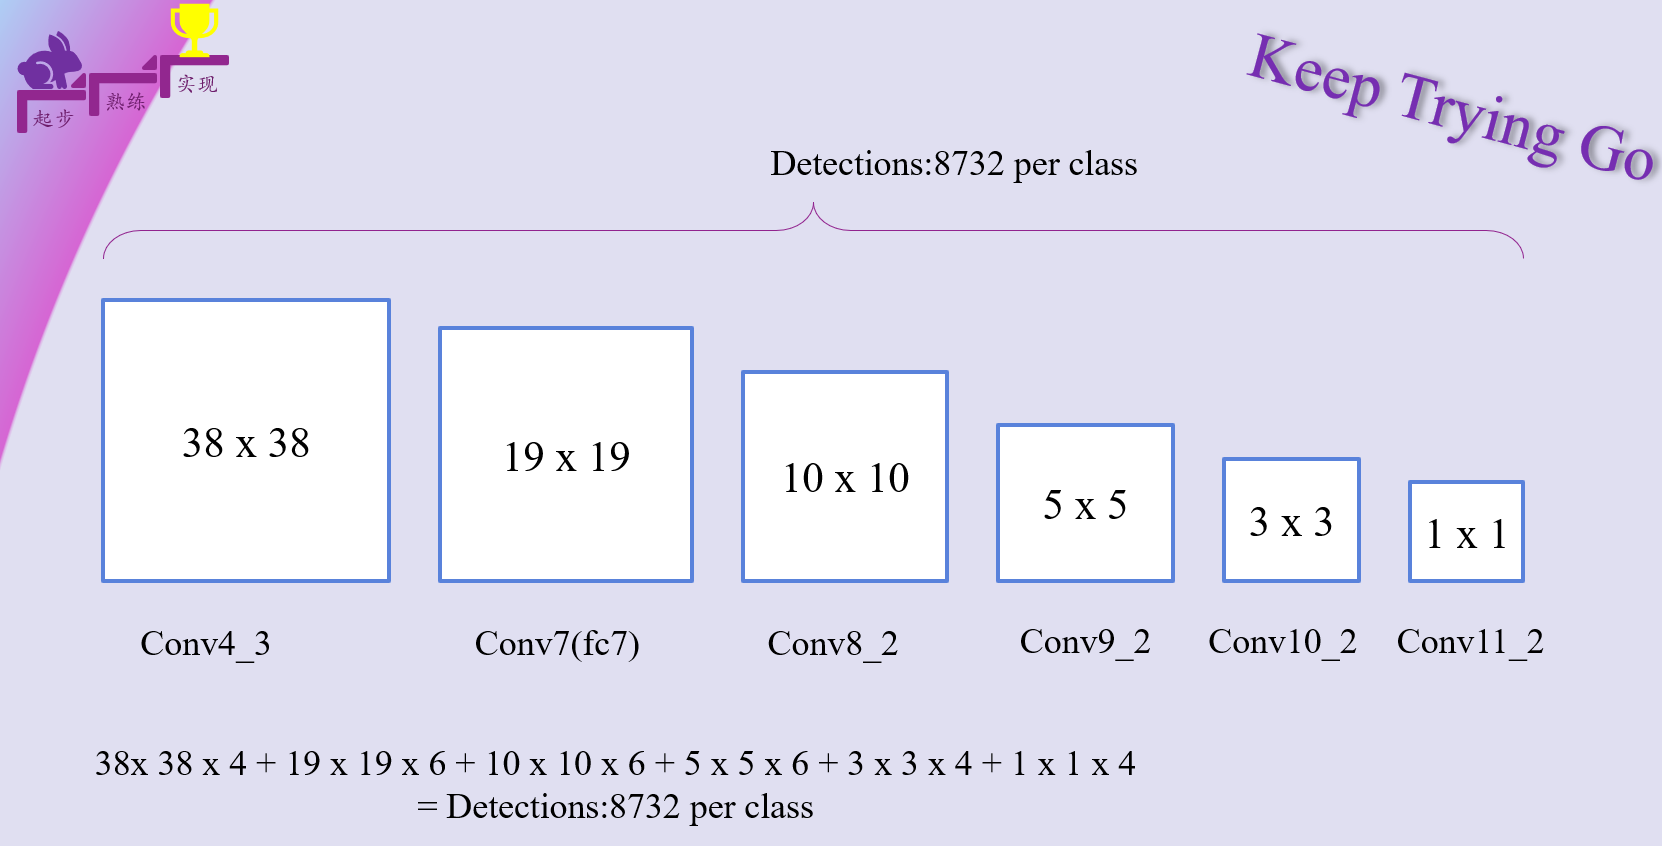 起步
熟练
实现
Keep Trying Go
Detections:8732 per class
38 x 38
19 x 19
10 x 10
5 x 5
3 x 3
1 x 1
Conv4_3
Conv7(fc7)
Conv8_2
Conv9_2
Conv10_2
Conv11_2
38x 38 x 4 + 19 x 19 x 6 + 10 x 10 x 6 + 5 x 5 x 6 + 3 x 3 x 4 + 1 x 1 x 4
= Detections:8732 per class